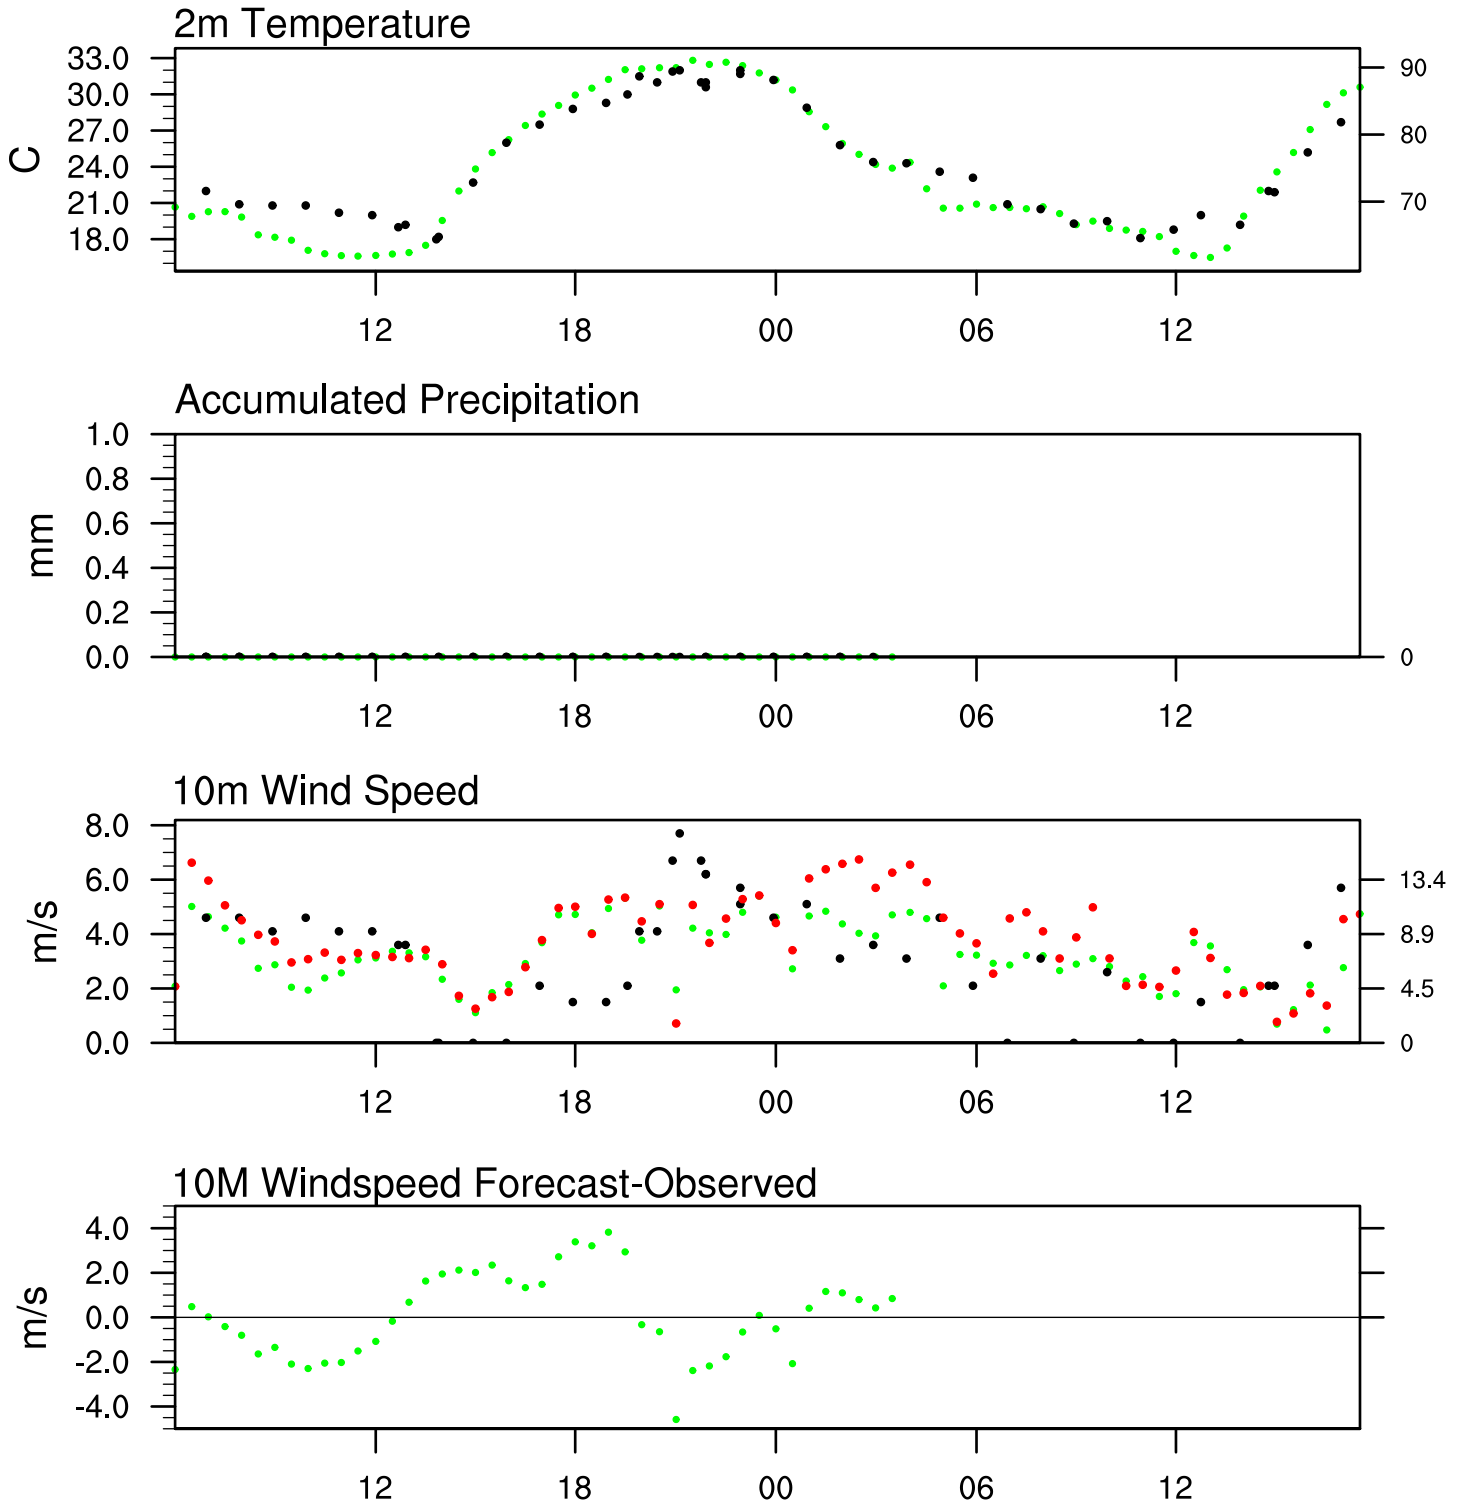 2m Temperature
33.0
30.0
27.0
24.0
21.0
18.0
C
90
80
70
12 18 00 06 12
Accumulated Precipitation
1.0
0.8
0.6
0.4
0.2
0.0
mm
0
12 18 00 06 12
10m Wind Speed
8.0
6.0
4.0
2.0
0.0
m/s
13.4
8.9
4.5
0
12 18 00 06 12
10M Windspeed Forecast-Observed
4.0
2.0
0.0
-2.0
-4.0
m/s
12 18 00 06 12